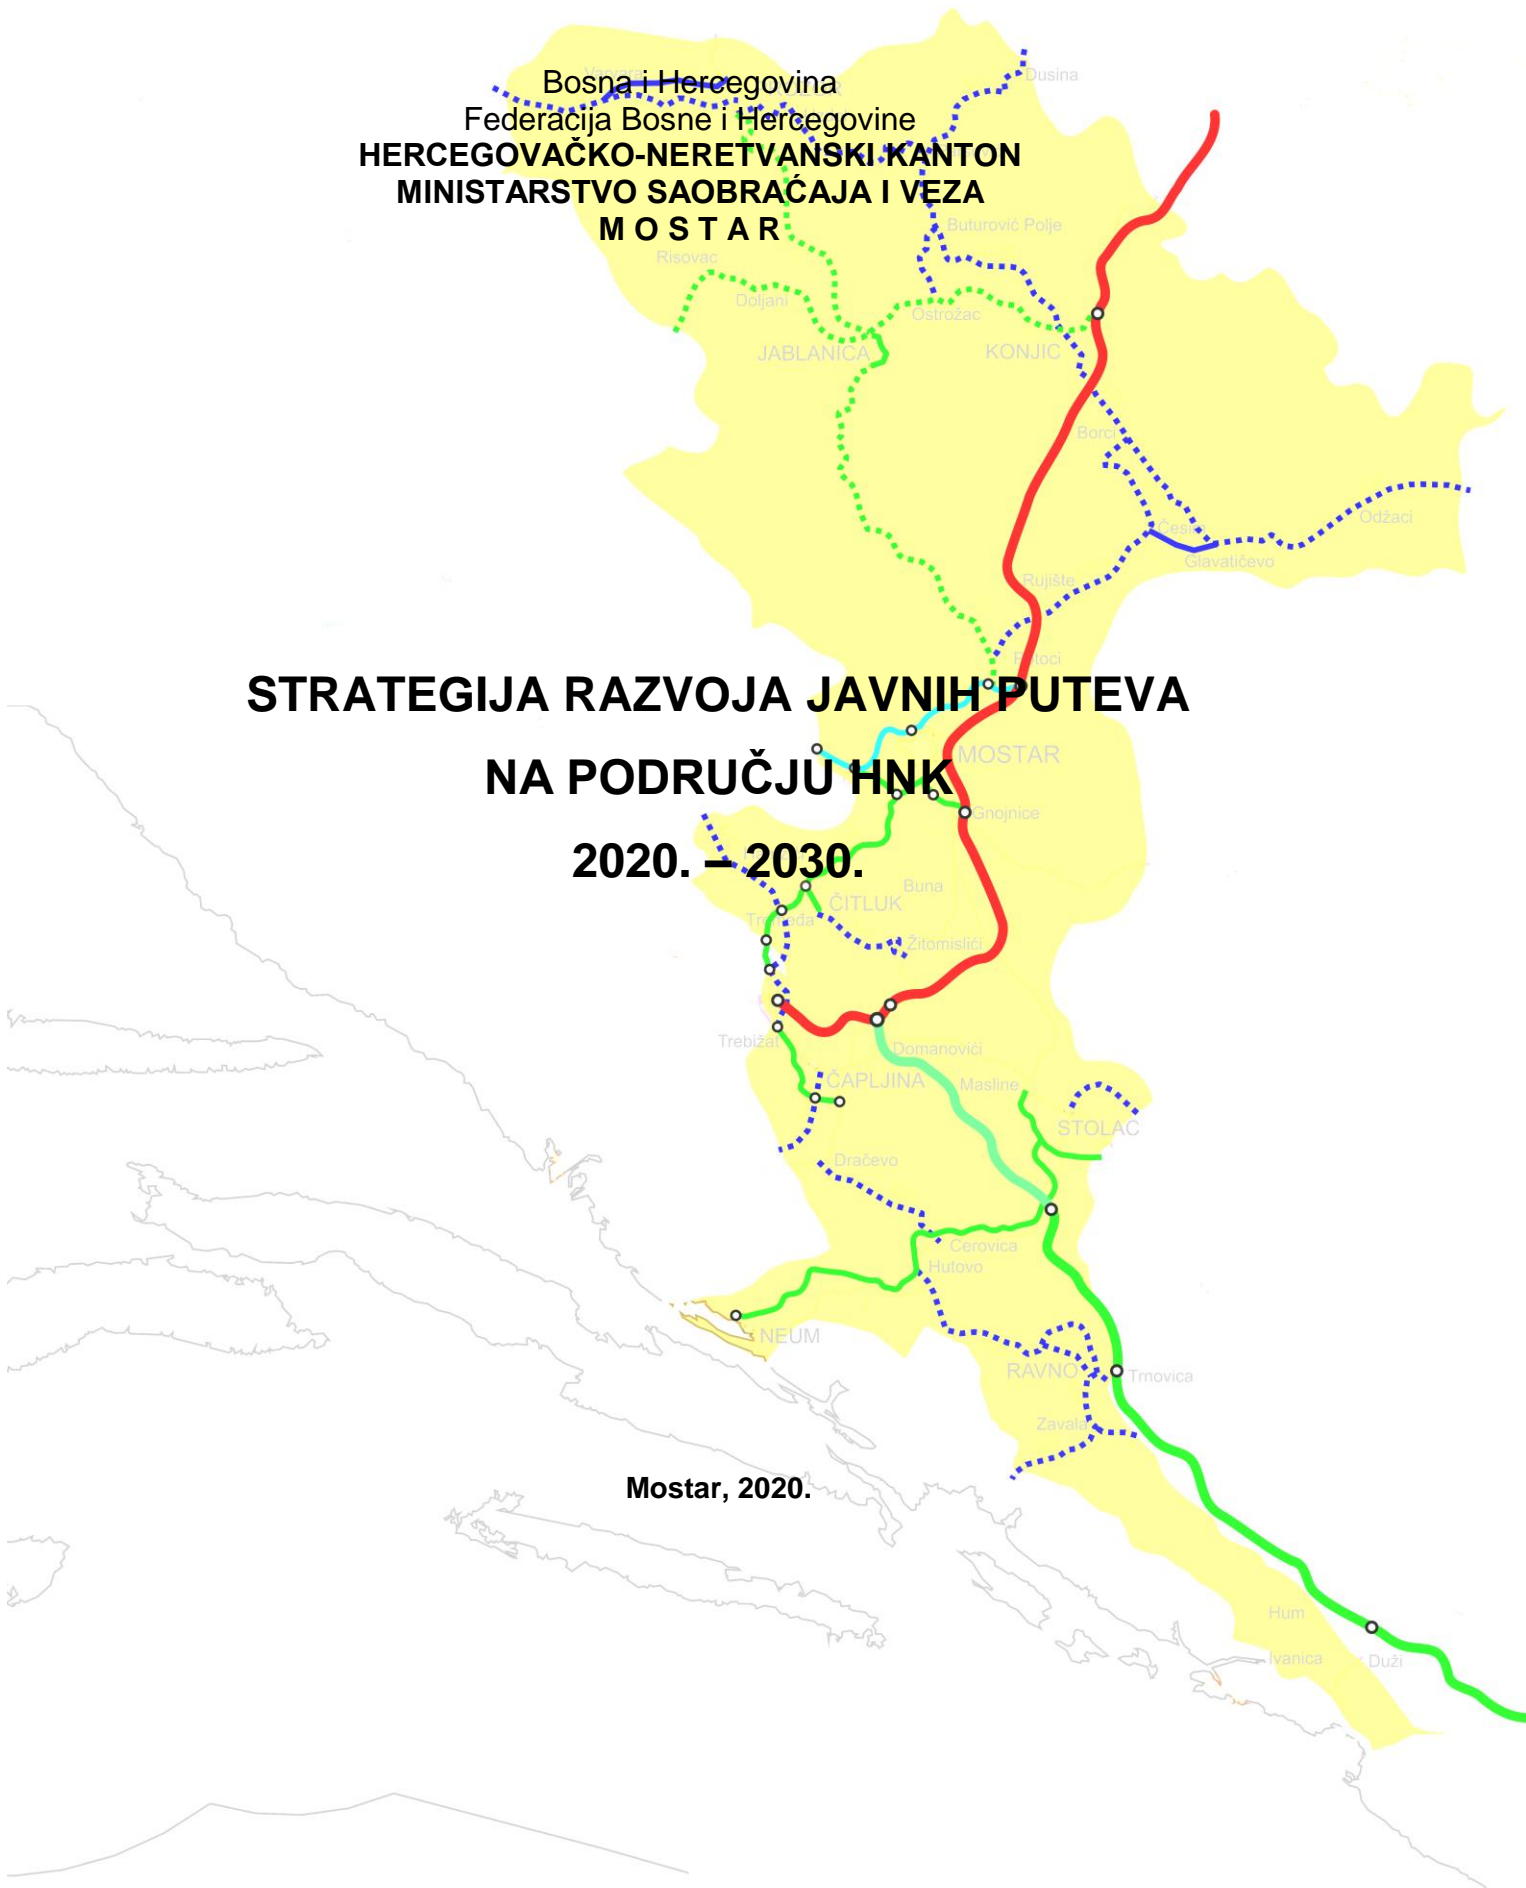 Bosna i Hercegovina
Federacija Bosne i Hercegovine
HERCEGOVAČKO-NERETVANSKI KANTON
MINISTARSTVO SAOBRAĆAJA I VEZA
M O S T A R
Dusina
Buturović Polje
Risovac
Doljani
Ostrožac
JABLANICA
KONJIC
Borci
Odžaci
Glavatičevo
Rujište
STRATEGIJA RAZVOJA JAVNIH PUTEVA
MOSTAR
NA PODRUČJU HNK
Gnojnice
2020. – 2030.
Buna
ČITLUK
Žitomislići
Trebižat
Domanovići
ČAPLJINA
Masline
STOLAC
Dračevo
Cerovica
Hutovo
NEUM
RAVNO
Trnovica
Zavala
Mostar, 2020.
Hum
Ivanica
Duži